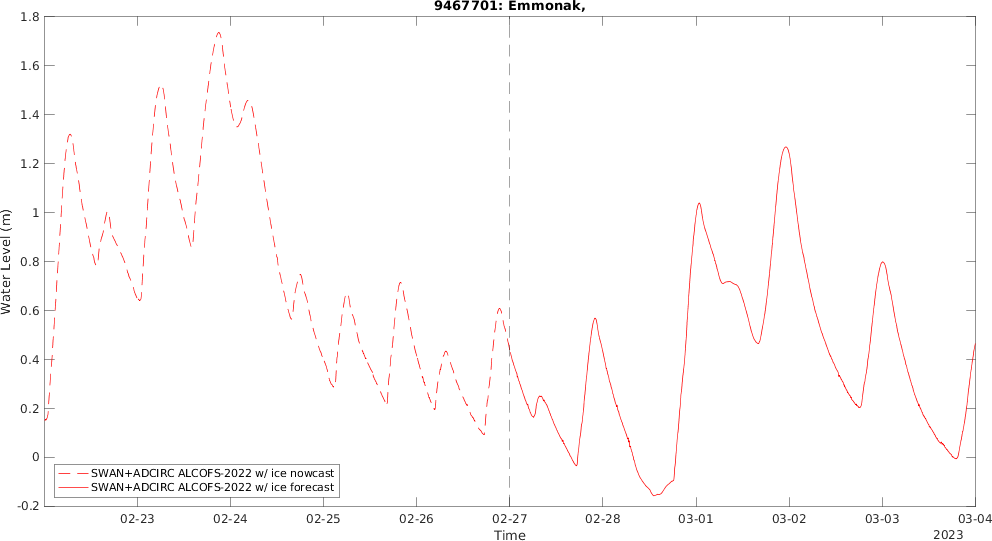 9467701: Emmonak,
1.8
1.6
1.4
1.2
1
0.8
0.6
0.4
0.2
0
-0.2
Water Level (m)
SWAN+ADCIRC ALCOFS-2022 w/ ice nowcast
SWAN+ADCIRC ALCOFS-2022 w/ ice forecast
02-23 02-24 02-25 02-26 02-27 02-28 03-01 03-02 03-03 03-04
Time
2023